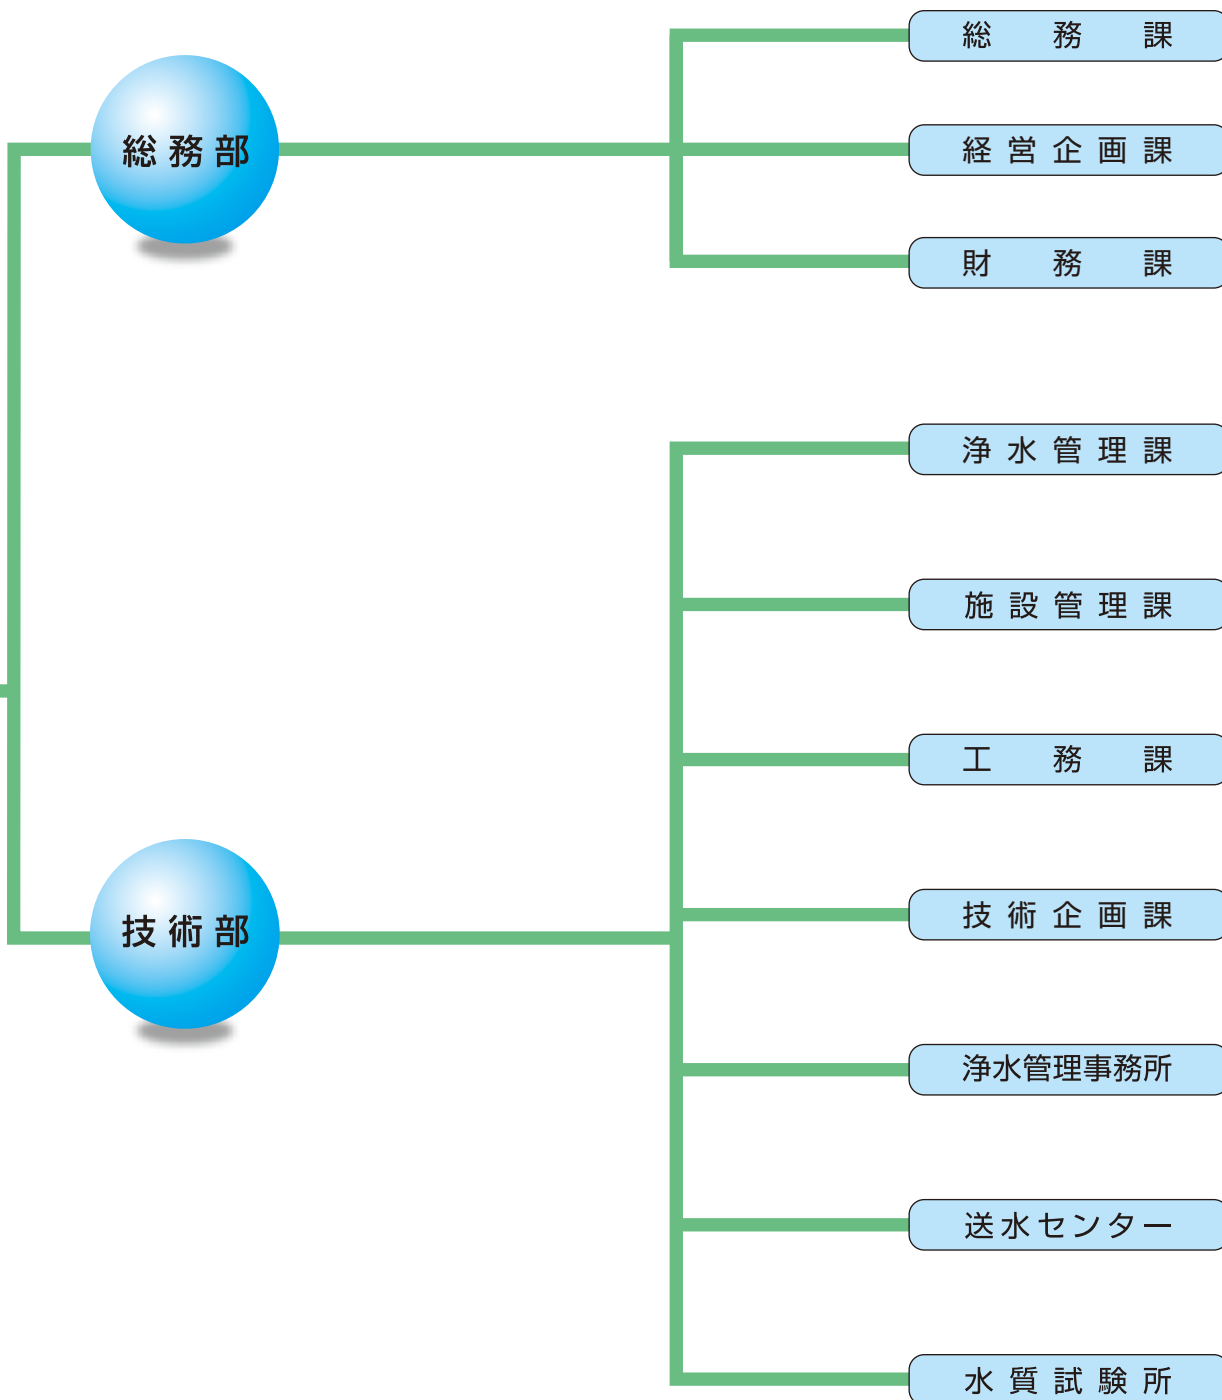 総務部
総務課
経営企画課
財務課
技術部
浄水管理課
施設管理課
工務課
技術企画課
浄水管理事務所
送水センター
水質試験所